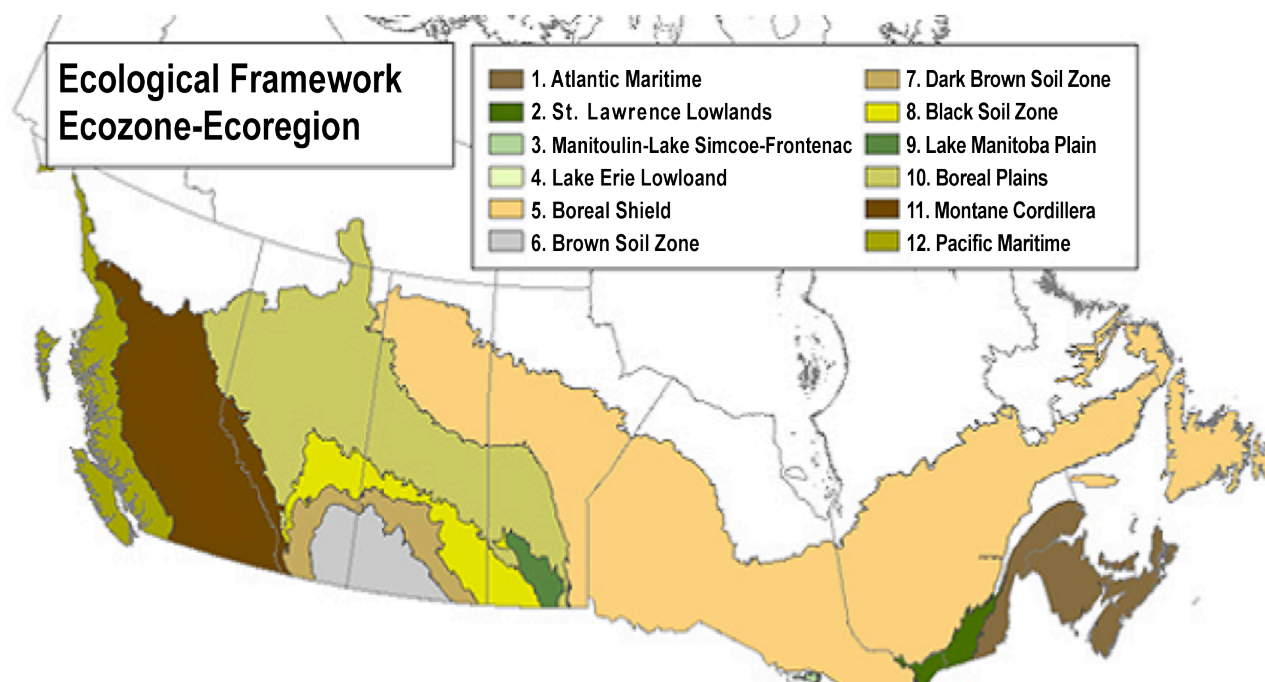 Ecological Framework
Ecozone-Ecoregion
1. Atlantic Maritime
2. St. Lawrence Lowlands
3. Manitoulin-Lake Simcoe-Frontenac
4. Lake Erie Lowloand
5. Boreal Shield
6. Brown Soil Zone
7. Dark Brown Soil Zone
8. Black Soil Zone
9. Lake Manitoba Plain
10. Boreal Plains
11. Montane Cordillera
12. Pacific Maritime